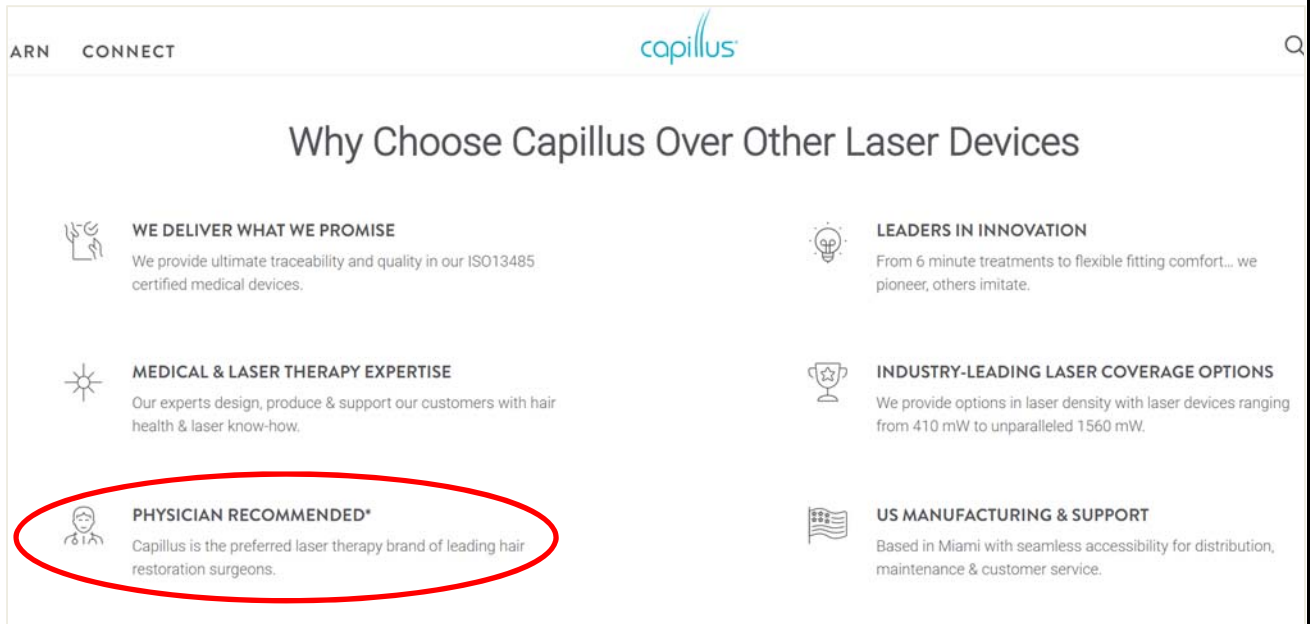 ARN CONNECT
capillus
Why Choose Capillus Over Other Laser Devices
WE DELIVER WHAT WE PROMISE
We provide ultimate traceability and quality in our ISO13485
certified medical devices.
LEADERS IN INNOVATION
From 6 minute treatments to flexible fitting comfort... we
pioneer, others imitate.
MEDICAL & LASER THERAPY EXPERTISE
Our experts design, produce & support our customers with hair
health & laser know-how.
INDUSTRY-LEADING LASER COVERAGE OPTIONS
We provide options in laser density with laser devices ranging
from 410 mW to unparalleled 1560 mW.
PHYSICIAN RECOMMENDED*
Capillus is the preferred laser therapy brand of leading hair
restoration surgeons.
US MANUFACTURING & SUPPORT
Based in Miami with seamless accessibility for distribution,
maintenance & customer service.